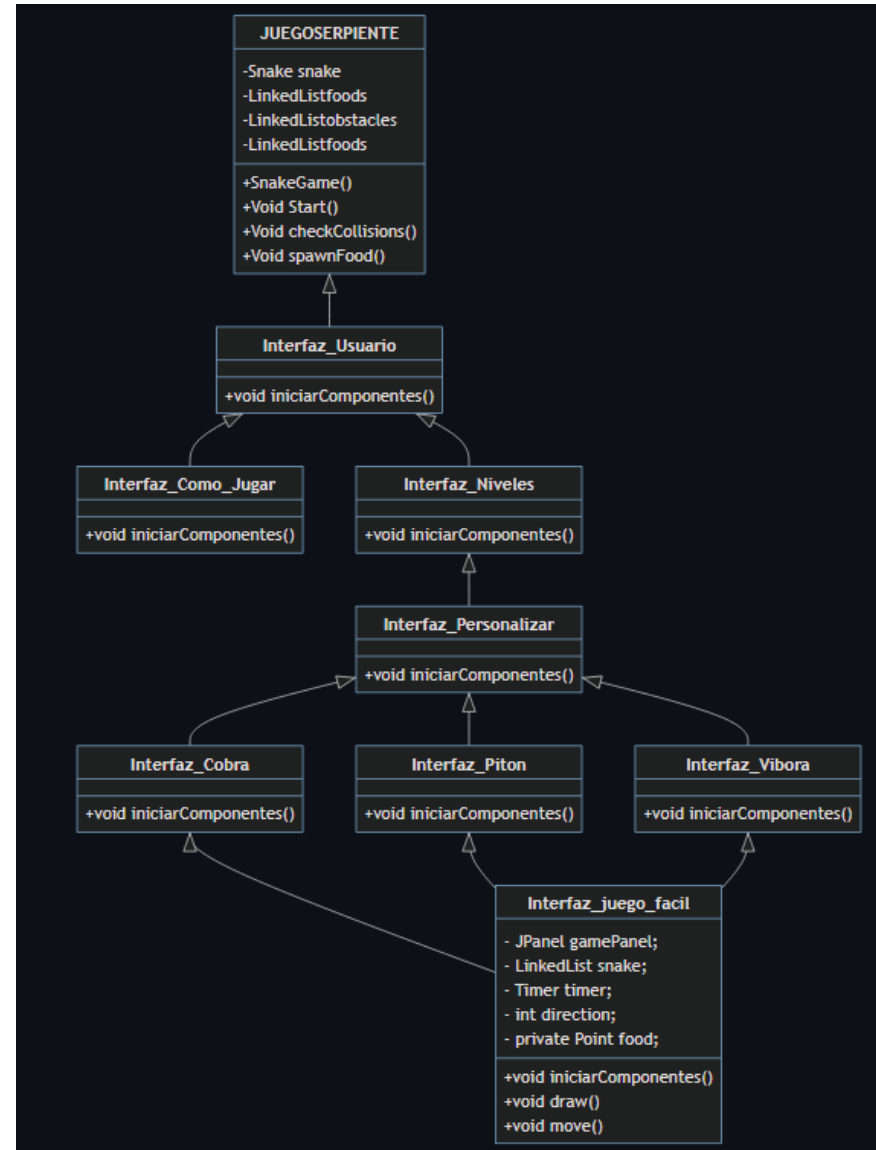 JUEGOSERPIENTE
-Snake snake
-LinkedListfoods
-LinkedListobstacles
-LinkedListfoods
+SnakeGame()
+Void Start()
+Void checkCollisions()
+Void spawnFood()
Interfaz_Usuario
+void iniciarComponentes()
Interfaz_Como_Jugar
+void iniciarComponentes()
Interfaz_Niveles
+void iniciarComponentes()
Interfaz_Personalizar
+void iniciarComponentes()
Interfaz_Cobra
+void iniciarComponentes()
Interfaz_Piton
+void iniciarComponentes()
Interfaz_Vibora
+void iniciarComponentes()
Interfaz_juego_facil
- JPanel gamePanel;
- LinkedList snake;
- Timer timer;
- int direction;
- private Point food;
+void iniciarComponentes()
+void draw()
+void move()